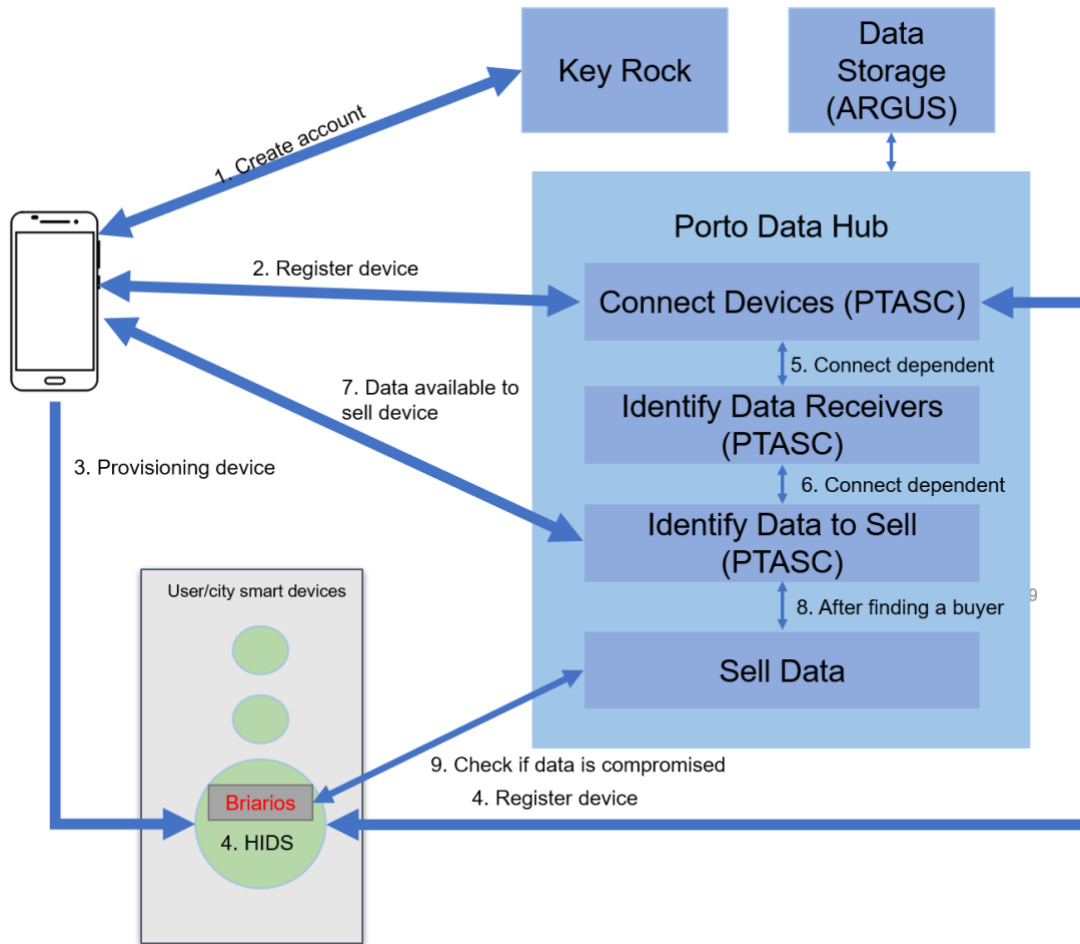 Key Rock
Data
Storage
(ARGUS)
1. Create account
Porto Data Hub
2. Register device
Connect Devices (PTASC)
5. Connect dependent
7. Data available to
sell device
Identify Data Receivers
(PTASC)
3. Provisioning device
6. Connect dependent
Identify Data to Sell
(PTASC)
User/city smart devices
8. After finding a buyer
9
Sell Data
9. Check if data is compromised
4. Register device
Briarios
4. HIDS